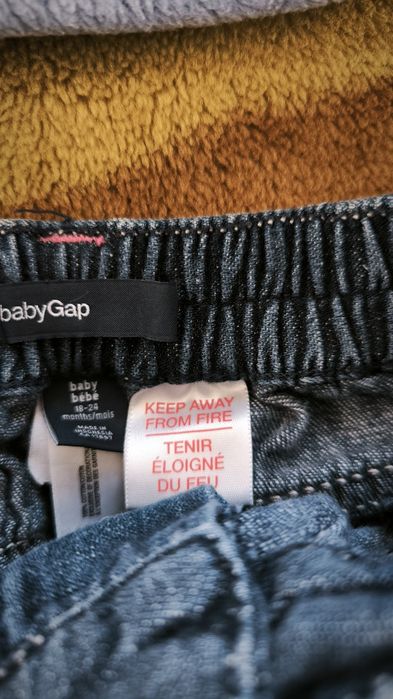 babyGap
baby
bébé
18-24
months/mois
MADE IN
INDONESIA
KEEP AWAY
FROM FIRE
TENIR
ÉLOIGNÉ
DU FEU